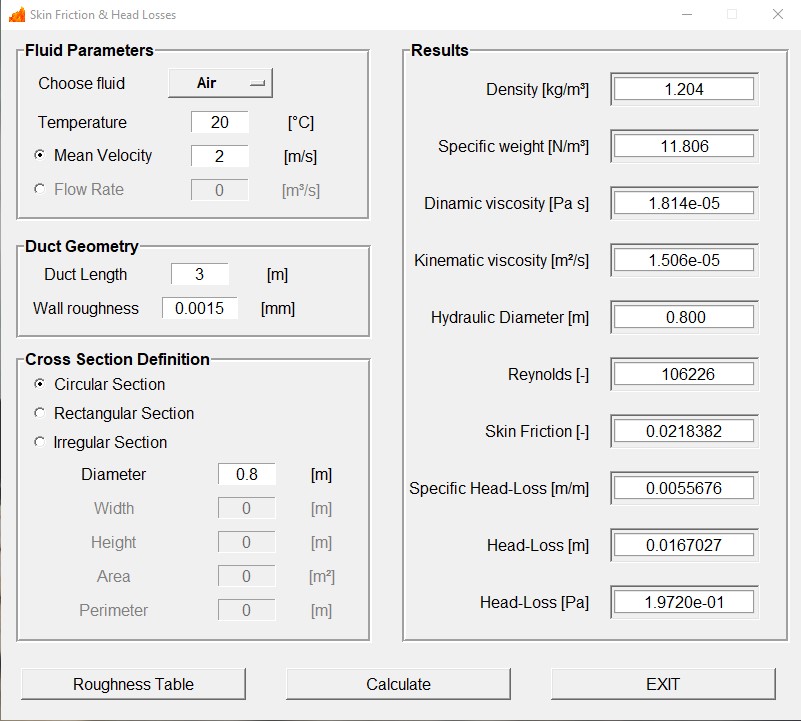 Skin Friction & Head Losses
Fluid Parameters
Choose fluid Air
Temperature 20 [°C]
Mean Velocity 2 [m/s]
Flow Rate 0 [m³/s]
Duct Geometry
Duct Length 3 [m]
Wall roughness 0.0015 [mm]
Cross Section Definition
Circular Section
Rectangular Section
Irregular Section
Diameter 0.8 [m]
Width 0 [m]
Height 0 [m]
Area 0 [m²]
Perimeter 0 [m]
Results
Density [kg/m³] 1.204
Specific weight [N/m³] 11.806
Dinamic viscosity [Pa s] 1.814e-05
Kinematic viscosity [m²/s] 1.506e-05
Hydraulic Diameter [m] 0.800
Reynolds [-] 106226
Skin Friction [-] 0.0218382
Specific Head-Loss [m/m] 0.0055676
Head-Loss [m] 0.0167027
Head-Loss [Pa] 1.9720e-01
Roughness Table
Calculate
EXIT